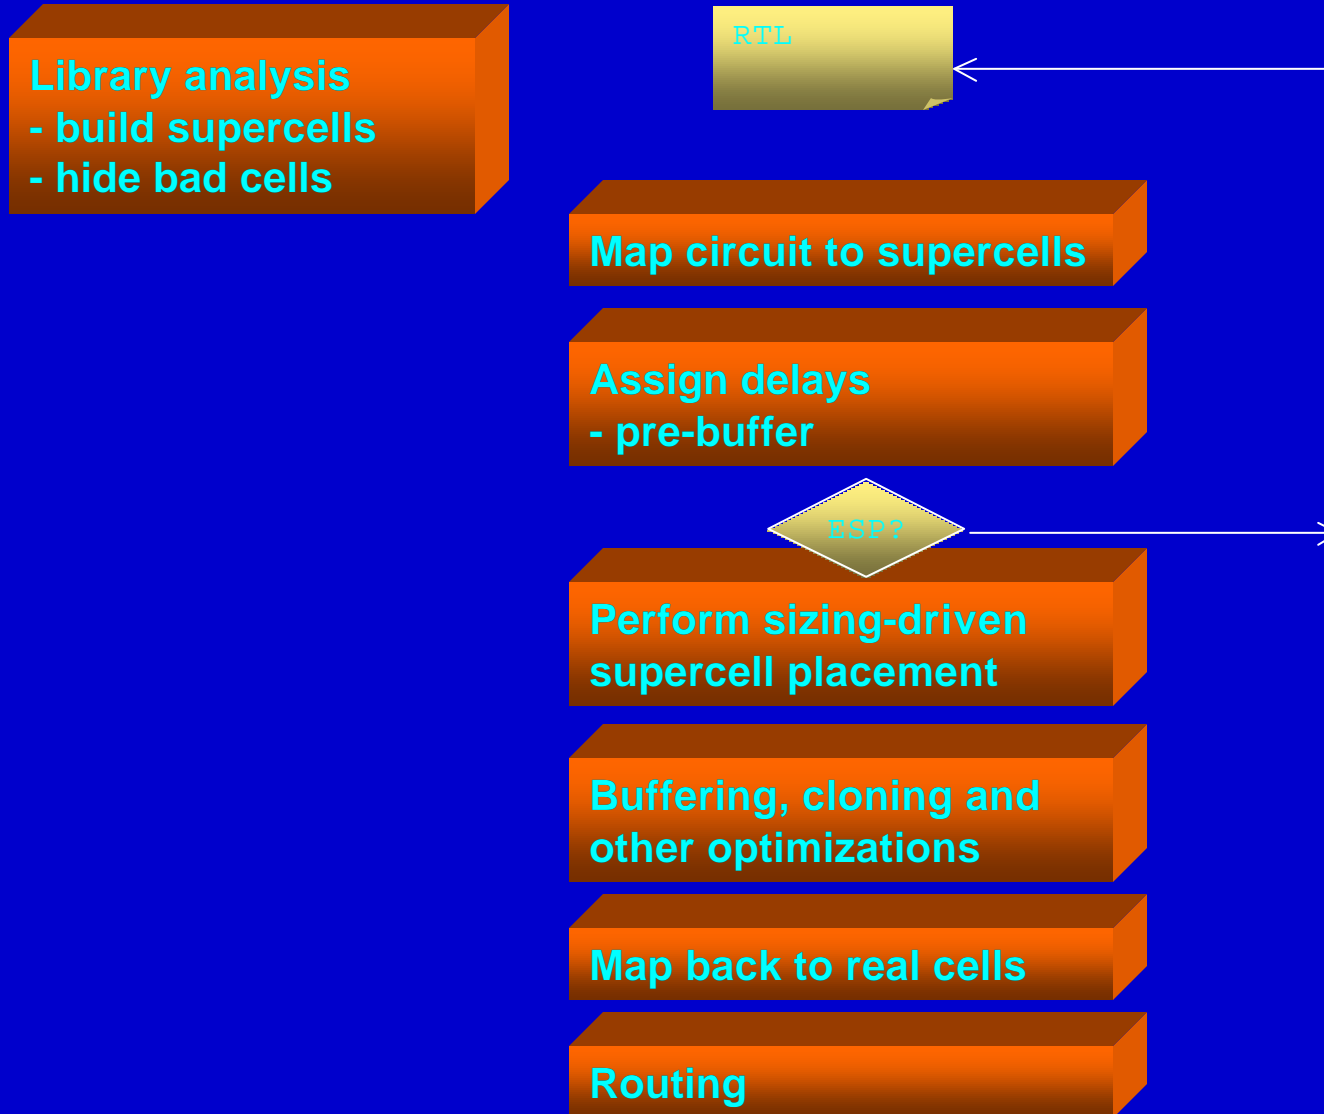 Library analysis
- build supercells
- hide bad cells
RTL
Map circuit to supercells
Assign delays
- pre-buffer
ESP?
Perform sizing-driven
supercell placement
Buffering, cloning and
other optimizations
Map back to real cells
Routing